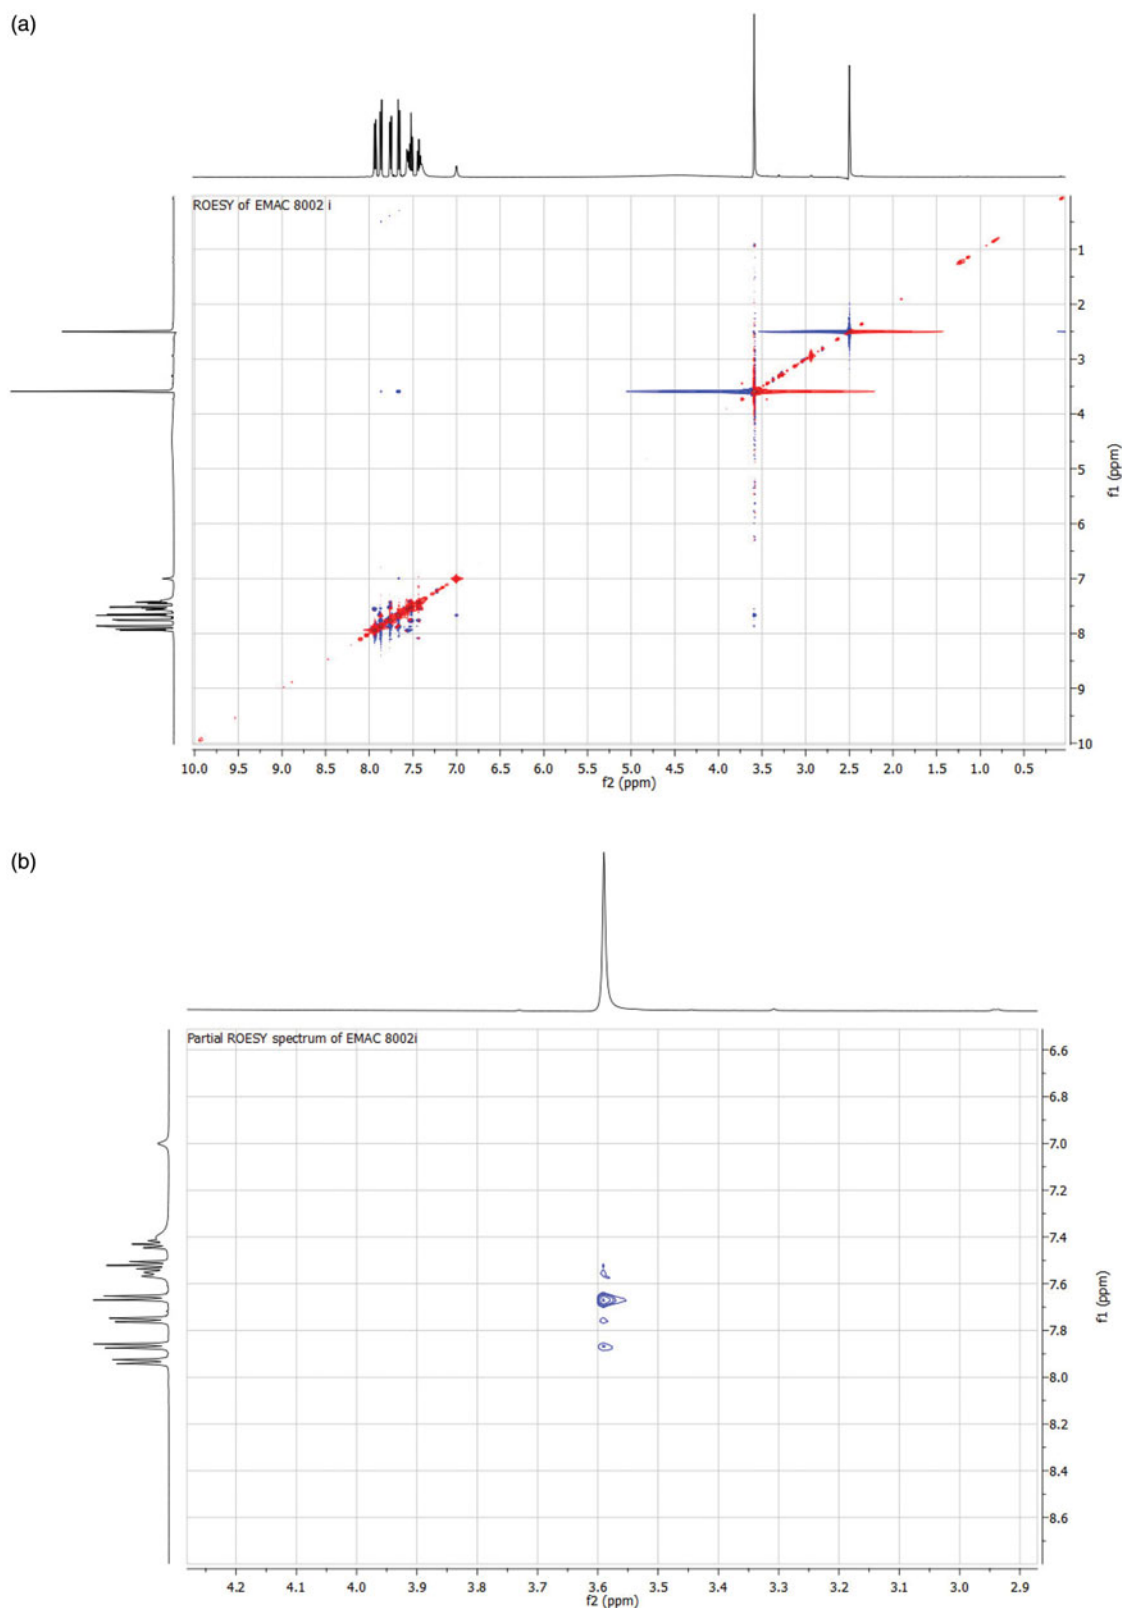 (a)
ROESY of EMAC 8002 i
1
2
3
4
5
6
7
8
9
10
f1 (ppm)
10.0 9.5 9.0 8.5 8.0 7.5 7.0 6.5 6.0 5.5 5.0 4.5 4.0 3.5 3.0 2.5 2.0 1.5 1.0 0.5
f2 (ppm)
(b)
Partial ROESY spectrum of EMAC 8002i
6.6
6.8
7.0
7.2
7.4
7.6
7.8
8.0
8.2
8.4
8.6
f1 (ppm)
4.2 4.1 4.0 3.9 3.8 3.7 3.6 3.5 3.4 3.3 3.2 3.1 3.0 2.9
f2 (ppm)